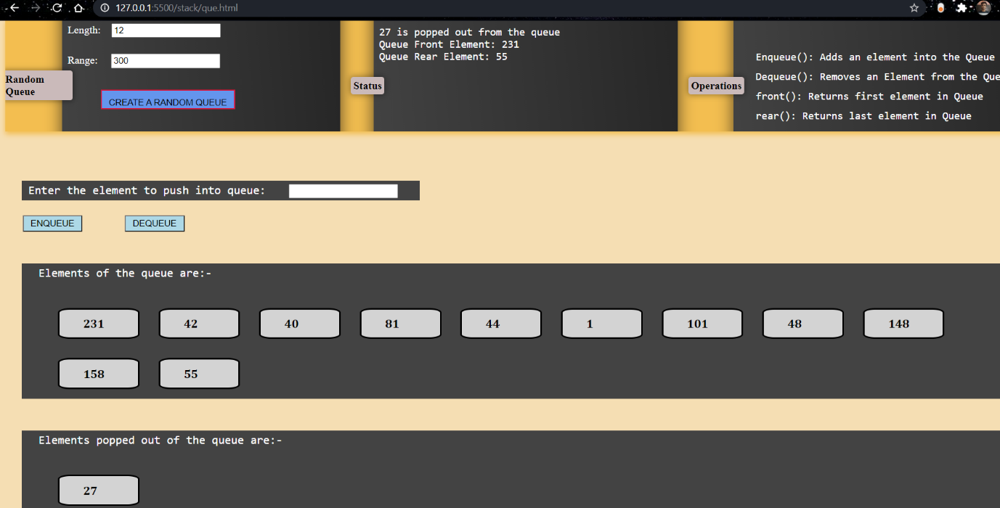 127.0.0.1:5500/stack/que.html
Length: 12
Range: 300
Random
Queue
CREATE A RANDOM QUEUE
27 is popped out from the queue
Queue Front Element: 231
Queue Rear Element: 55
Status
Operations
Enqueue(): Adds an element into the Queue
Dequeue(): Removes an Element from the Que
front(): Returns first element in Queue
rear(): Returns last element in Queue
Enter the element to push into queue:
ENQUEUE DEQUEUE
Elements of the queue are:-
231 42 40 81 44 1 101 48 148
158 55
Elements popped out of the queue are:-
27